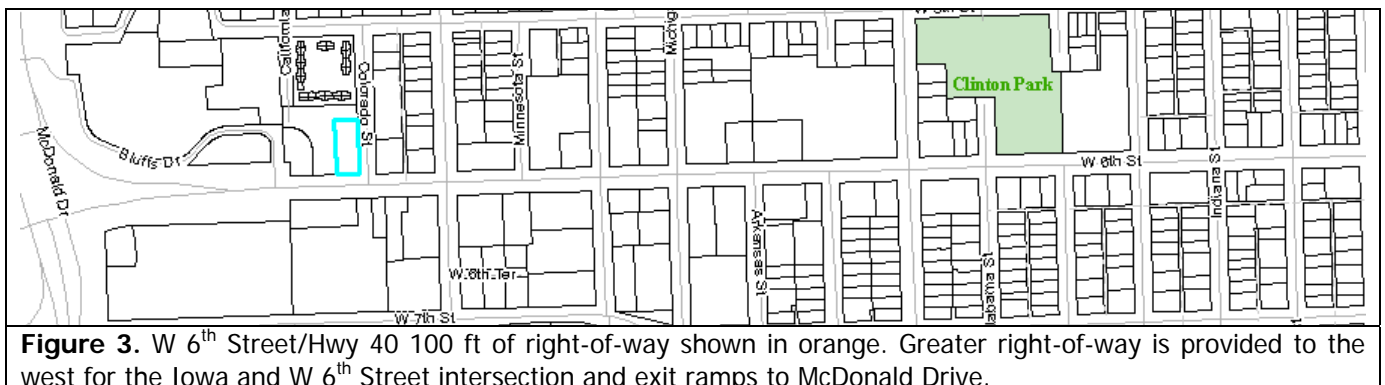 California
Colorado St
Minnesota St
Michig
Clinton Park
McDonald Dr
Bluffs Dr
W 6th St
Indiana St
Arkansas St
labama St
W 6th Ter
W 7th St
Figure 3. W 6th Street/Hwy 40 100 ft of right-of-way shown in orange. Greater right-of-way is provided to the
west for the Iowa and W 6th Street intersection and exit ramps to McDonald Drive.